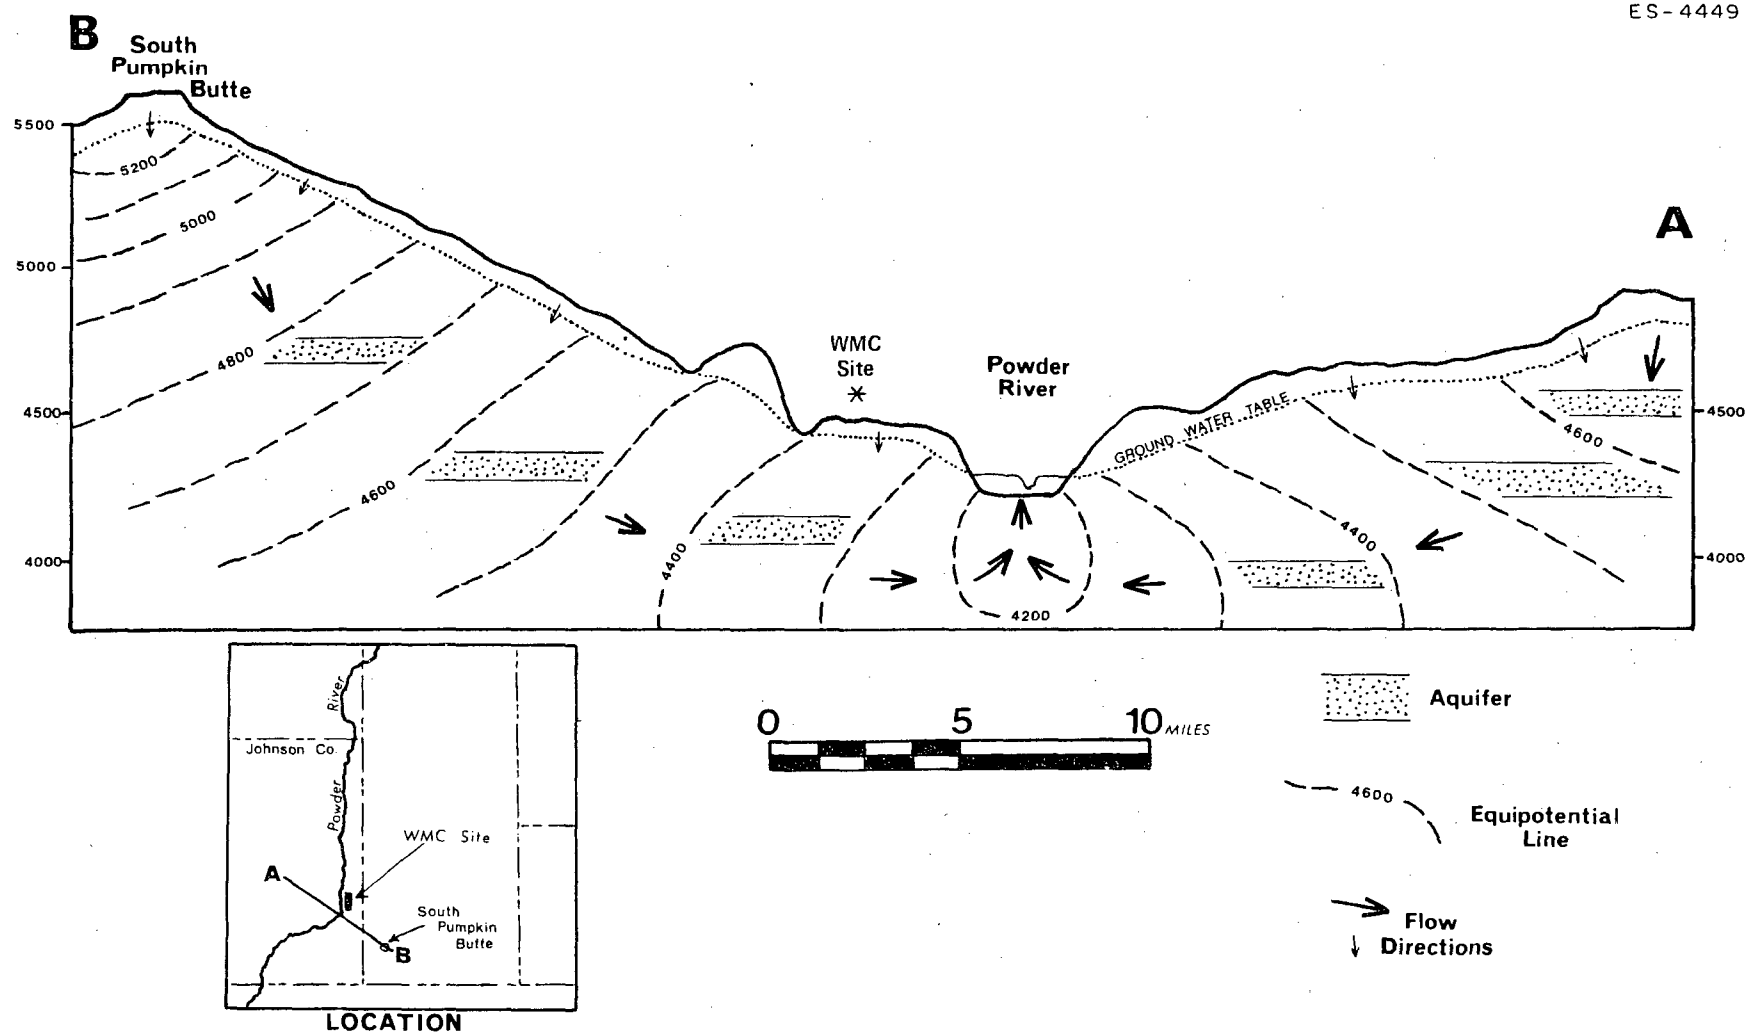 ES-4449
B
South
Pumpkin
Butte
5500
5200
5000
A
5000
WMC
Site
Powder
River
4800
4500
GROUND WATER TABLE
4500
4600
4600
4400
4400
4000
4000
4200
River
Johnson Co.
Powder
WMC Site
A
South
Pumpkin
Butte
B
LOCATION
0 5 10 MILES
Aquifer
4600
Equipotential
Line
Flow
Directions